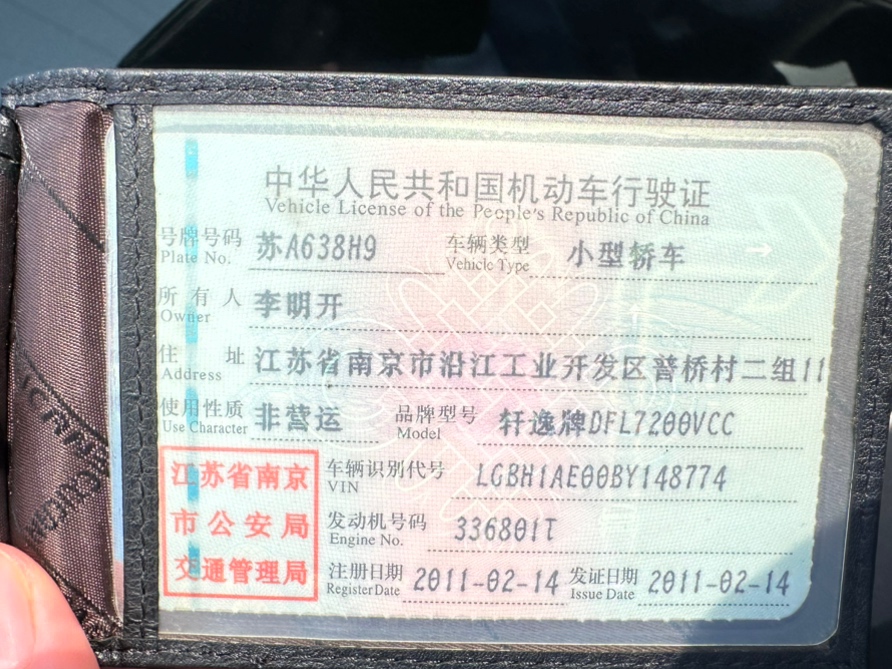 中华人民共和国机动车行驶证
Vehicle License of the People's Republic of China
号牌号码 苏A638H9 车辆类型 小型轿车
Plate No. Vehicle Type
所有人 李明开
Owner
住址 江苏省南京市沿江工业开发区普桥村二组11
Address
使用性质 非营运 品牌型号 轩逸牌DFL7200VCC
Use Character Model
车辆识别代号 LGBH1AE00BY148774
VIN
发动机号码 336801T
Engine No.
注册日期 2011-02-14 发证日期 2011-02-14
Register Date Issue Date
江苏省南京
市公安局
交通管理局